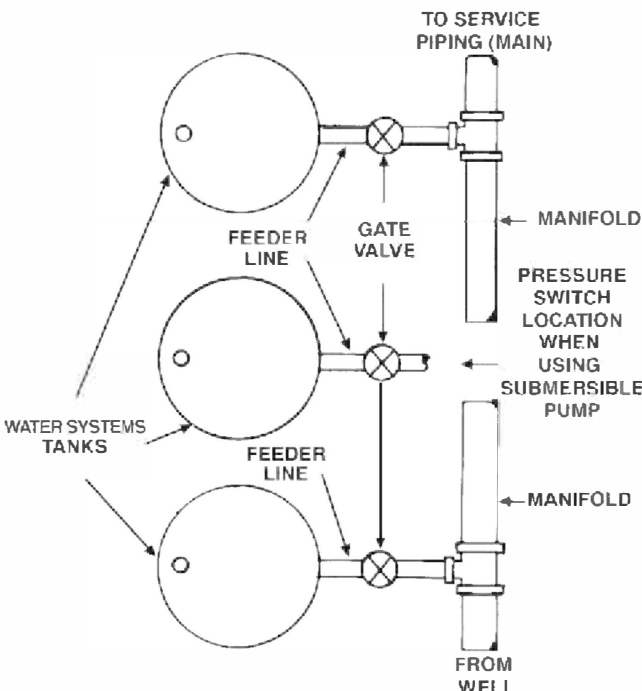 TO SERVICE
PIPING (MAIN)
MANIFOLD
FEEDER
LINE
GATE
VALVE
PRESSURE
SWITCH
LOCATION
WHEN
USING
SUBMERSIBLE
PUMP
WATER SYSTEMS
TANKS
FEEDER
LINE
MANIFOLD
FROM
WELL